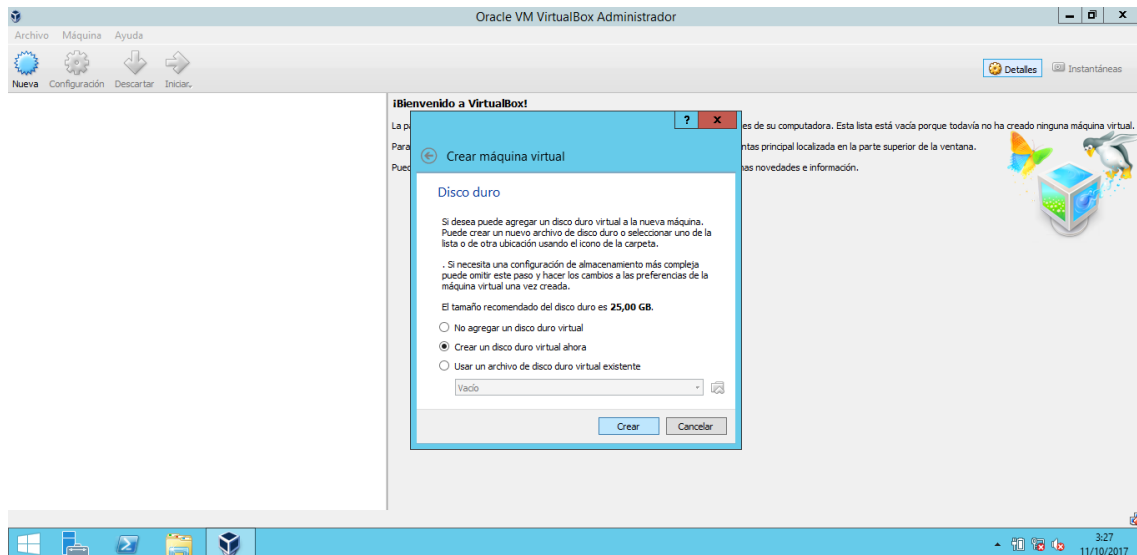 Oracle VM VirtualBox Administrador
Archivo Máquina Ayuda
Nueva Configuración Descartar Iniciar
Detalles Instantáneas
¡Bienvenido a VirtualBox!
La p
es de su computadora. Esta lista está vacía porque todavía no ha creado ninguna máquina virtual.
Para
ntas principal localizada en la parte superior de la ventana.
Pued
nas novedades e información.
? x
Crear máquina virtual
Disco duro
Si desea puede agregar un disco duro virtual a la nueva máquina.
Puede crear un nuevo archivo de disco duro o seleccionar uno de la
lista o de otra ubicación usando el icono de la carpeta.
. Si necesita una configuración de almacenamiento más compleja
puede omitir este paso y hacer los cambios a las preferencias de la
máquina virtual una vez creada.
El tamaño recomendado del disco duro es 25,00 GB.
No agregar un disco duro virtual
Crear un disco duro virtual ahora
Usar un archivo de disco duro virtual existente
Vacío
Crear Cancelar
3:27
11/10/2017